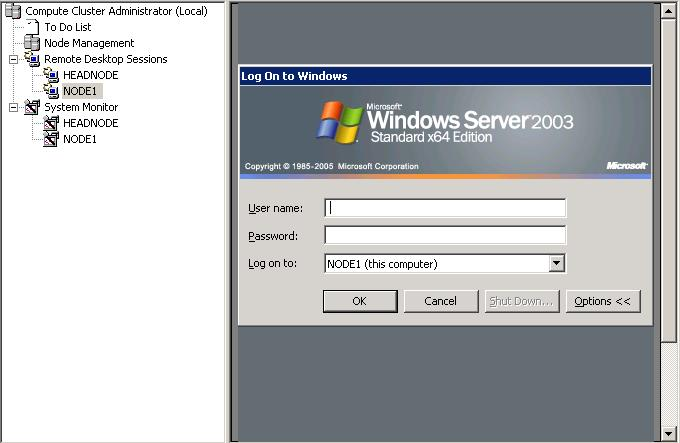 Compute Cluster Administrator (Local)
To Do List
Node Management
Remote Desktop Sessions
HEADNODE
NODE1
System Monitor
HEADNODE
NODE1
Log On to Windows
Microsoft®
Windows Server™ 2003
Standard x64 Edition
Copyright © 1985-2005 Microsoft Corporation
Microsoft
User name:
Password:
Log on to:
NODE1 (this computer)
OK
Cancel
Shut Down...
Options <<